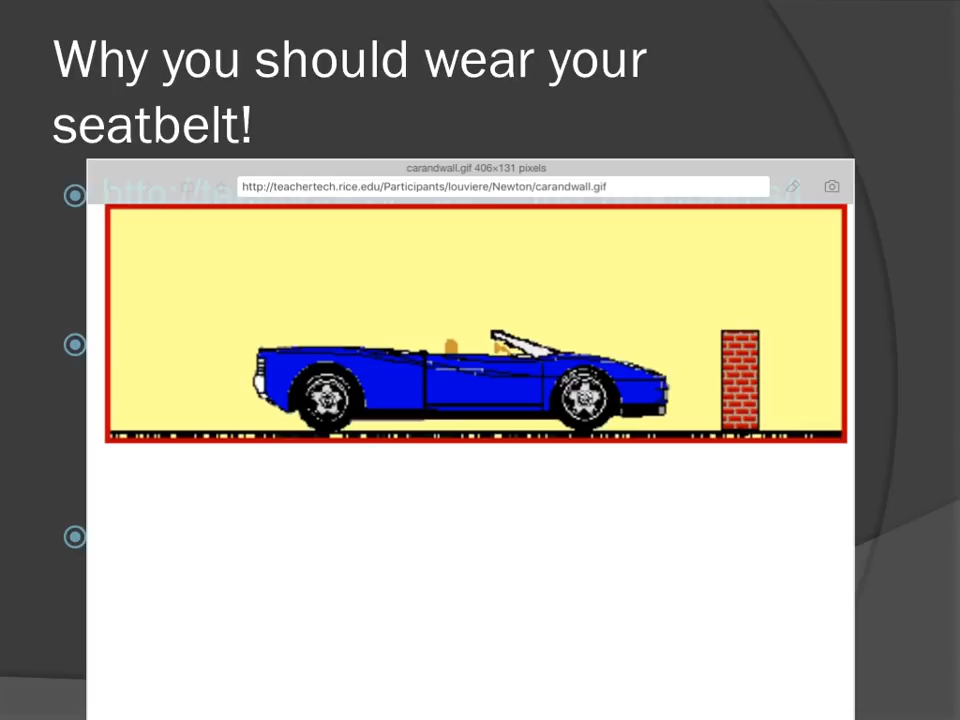 Why you should wear your
seatbelt!
carandwall.gif 406×131 pixels
http://teachertech.rice.edu/Participants/louviere/Newton/carandwall.gif